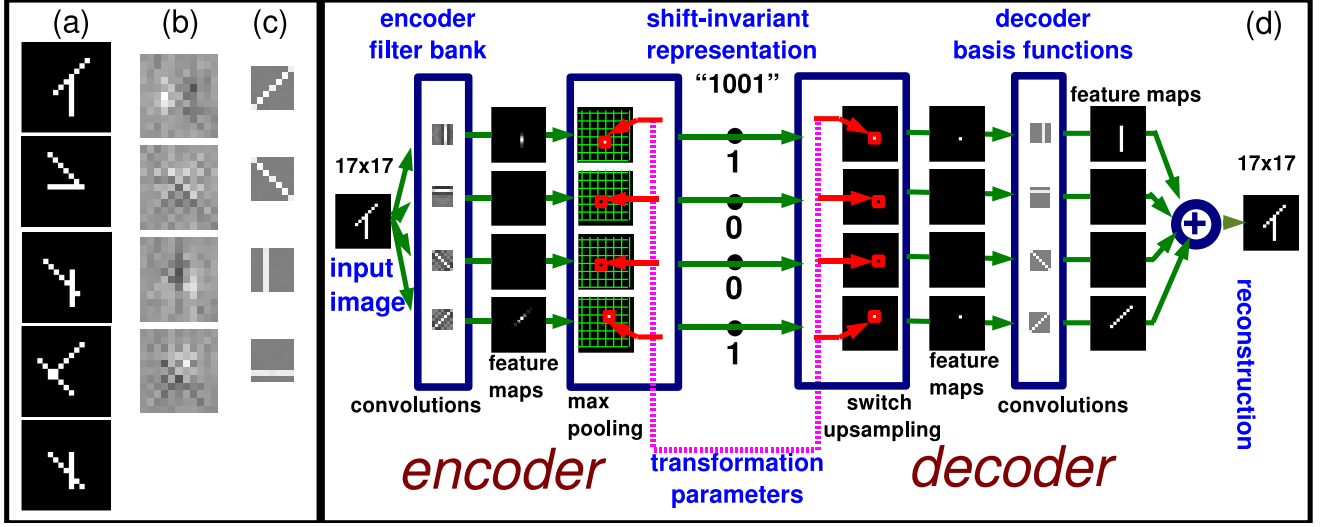 (a)
(b)
(c)
(d)
encoder
filter bank
shift-invariant
representation
“1001”
decoder
basis functions
17x17
input
image
convolutions
feature
maps
max
pooling
1
0
0
1
switch
upsampling
feature
maps
convolutions
feature maps
17x17
reconstruction
encoder
transformation
parameters
decoder